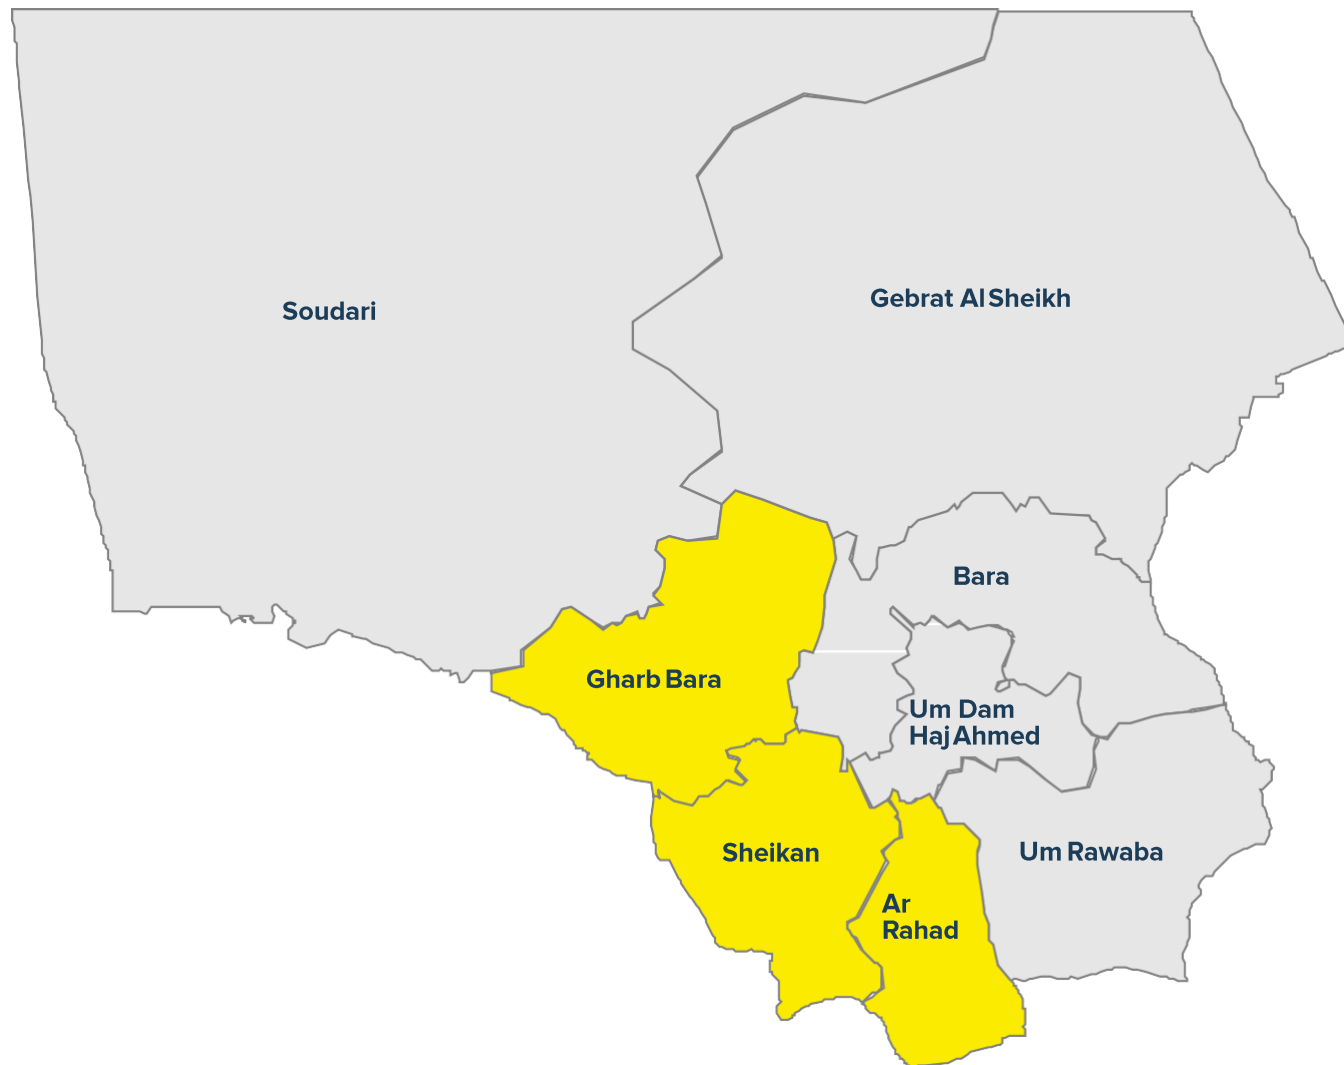 Gebrat Al Sheikh
Soudari
Bara
Gharb Bara
Um Dam
Haj Ahmed
Sheikan
Um Rawaba
Ar
Rahad